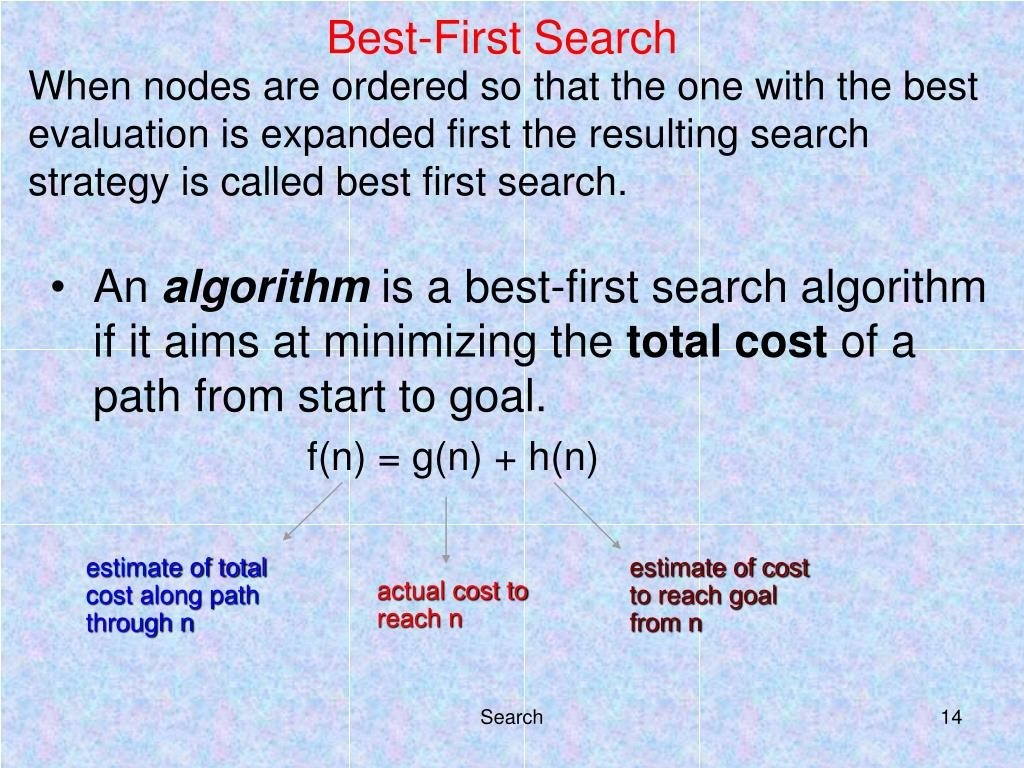 Best-First Search
When nodes are ordered so that the one with the best
evaluation is expanded first the resulting search
strategy is called best first search.
• An algorithm is a best-first search algorithm
if it aims at minimizing the total cost of a
path from start to goal.
f(n) = g(n) + h(n)
estimate of total
cost along path
through n
actual cost to
reach n
estimate of cost
to reach goal
from n
Search
14